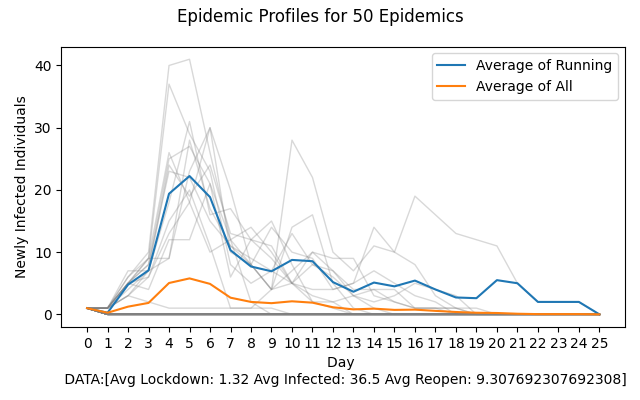 Epidemic Profiles for 50 Epidemics
Average of Running
Average of All
Newly Infected Individuals
40
30
20
10
0
0 1 2 3 4 5 6 7 8 9 10 11 12 13 14 15 16 17 18 19 20 21 22 23 24 25
Day
DATA:[Avg Lockdown: 1.32 Avg Infected: 36.5 Avg Reopen: 9.307692307692308]